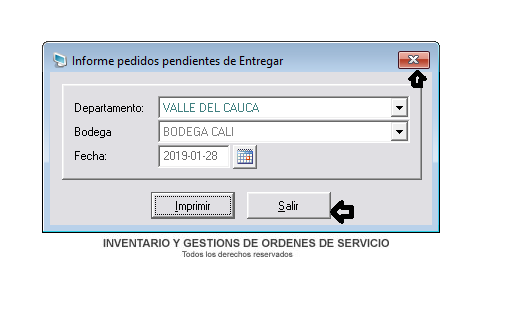 Informe pedidos pendientes de Entregar
Departamento: VALLE DEL CAUCA
Bodega BODEGA CALI
Fecha: 2019-01-28
Imprimir Salir
INVENTARIO Y GESTIONS DE ORDENES DE SERVICIO
Todos los derechos reservados